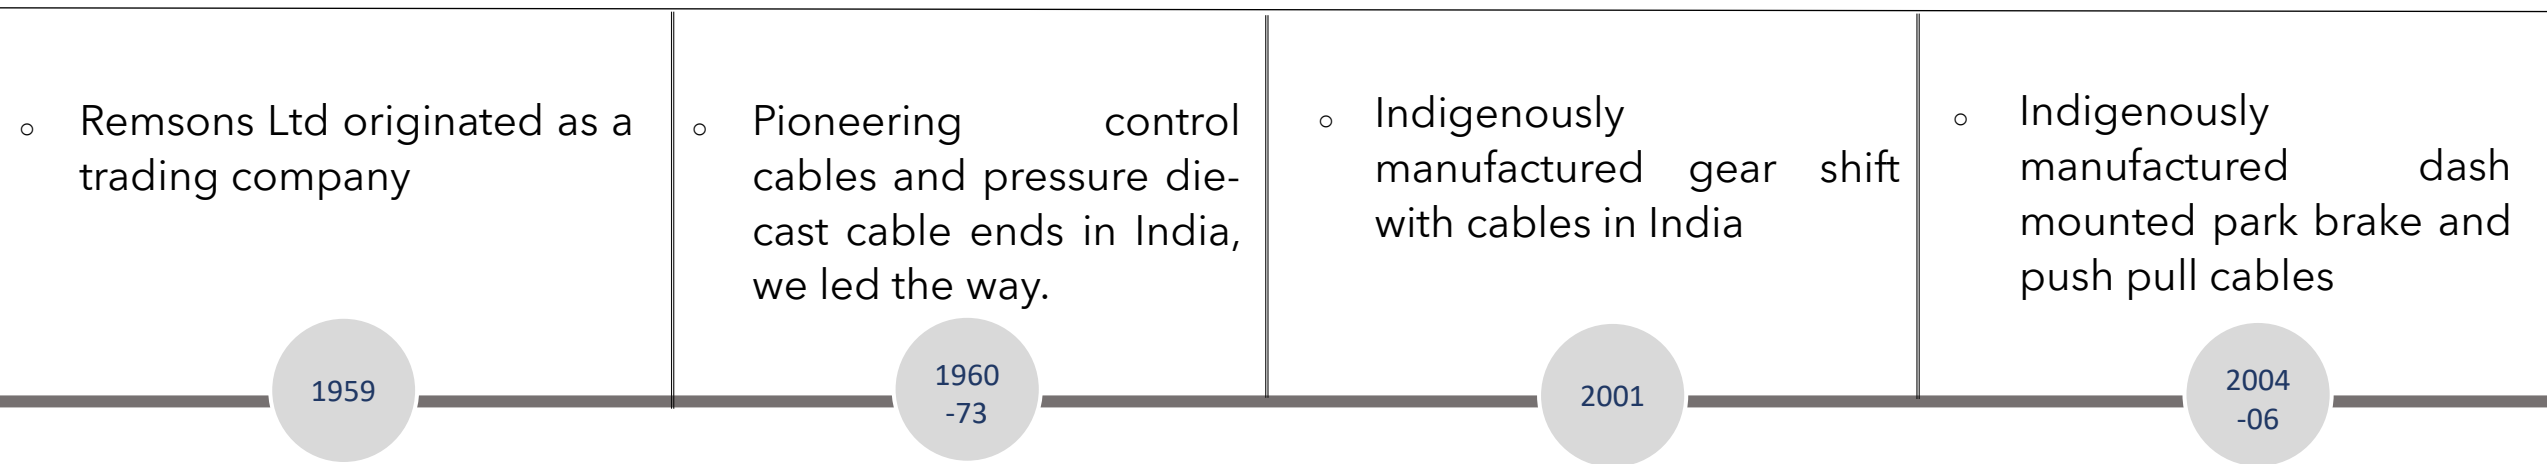 Remsons Ltd originated as a
trading company
Pioneering control
cables and pressure die-
cast cable ends in India,
we led the way.
Indigenously
manufactured gear shift
with cables in India
Indigenously
manufactured dash
mounted park brake and
push pull cables
1959
1960
-73
2001
2004
-06